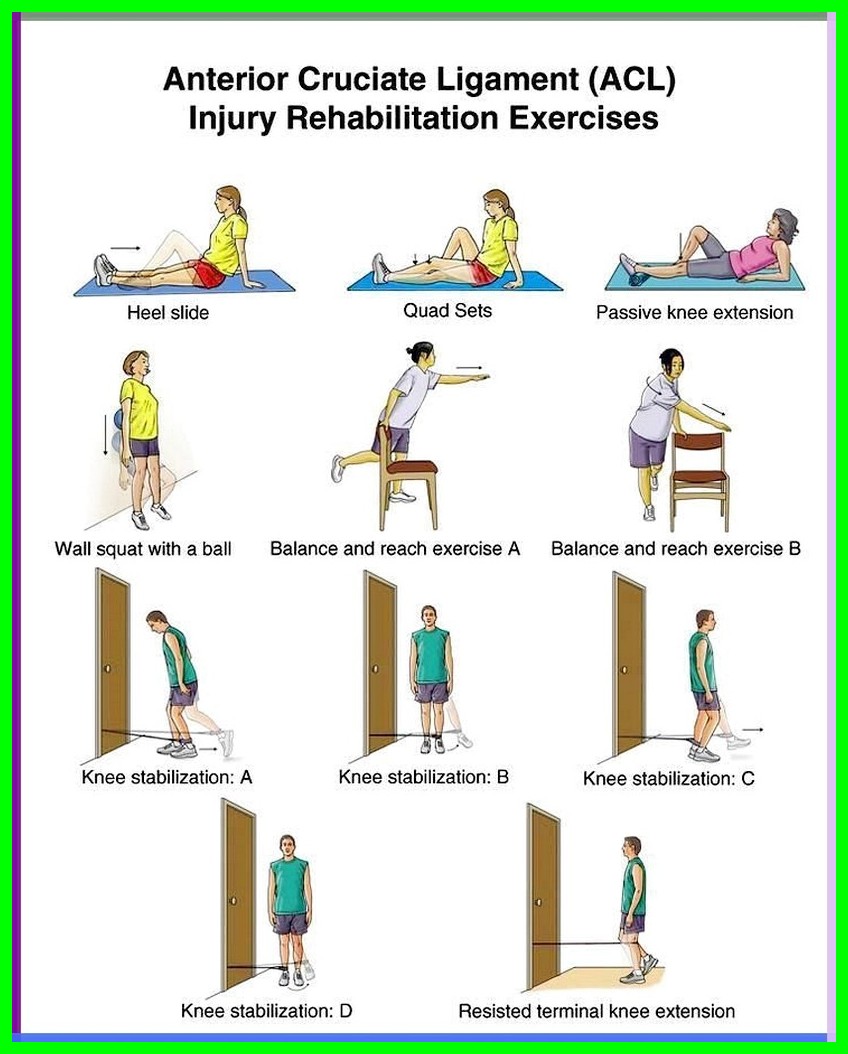 Anterior Cruciate Ligament (ACL)
Injury Rehabilitation Exercises
Heel slide
Quad Sets
Passive knee extension
Wall squat with a ball
Balance and reach exercise A
Balance and reach exercise B
Knee stabilization: A
Knee stabilization: B
Knee stabilization: C
Knee stabilization: D
Resisted terminal knee extension